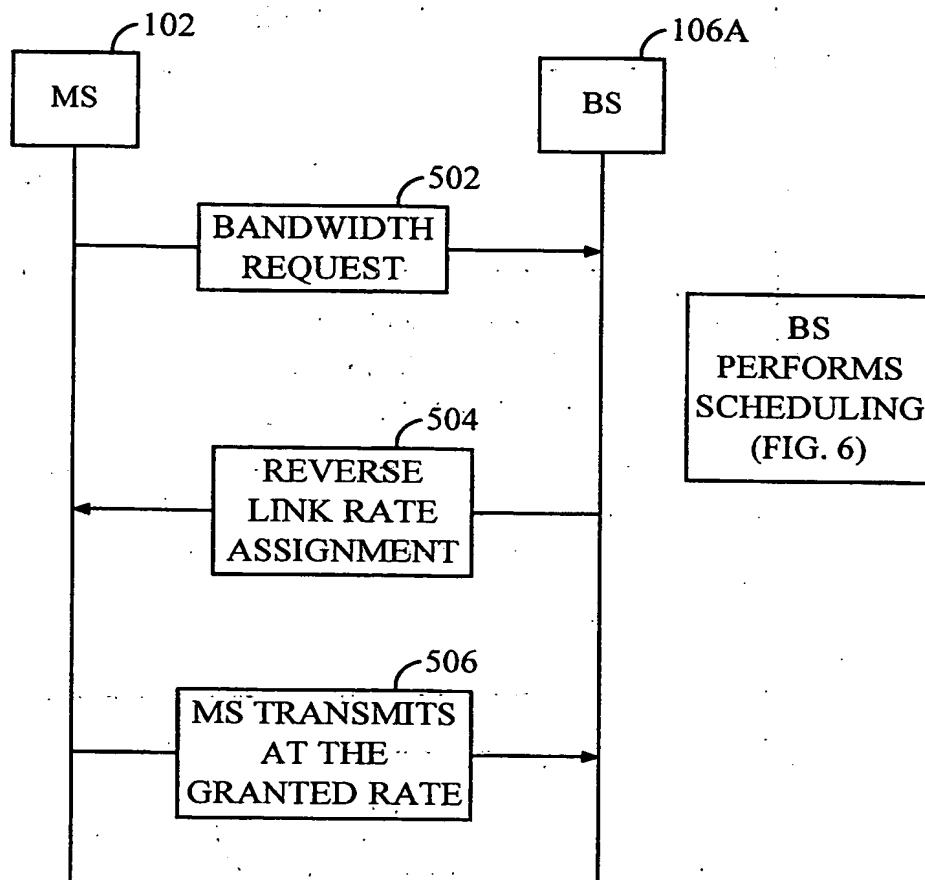 102
106A
MS
BS
502
BANDWIDTH
REQUEST
BS
PERFORMS
SCHEDULING
(FIG. 6)
504
REVERSE
LINK RATE
ASSIGNMENT
506
MS TRANSMITS
AT THE
GRANTED RATE